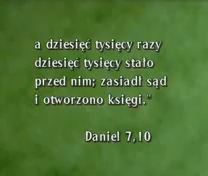 a dziesięć tysięcy razy
dziesięć tysięcy stało
przed nim; zasiadł sąd
i otworzono księgi."
Daniel 7,10